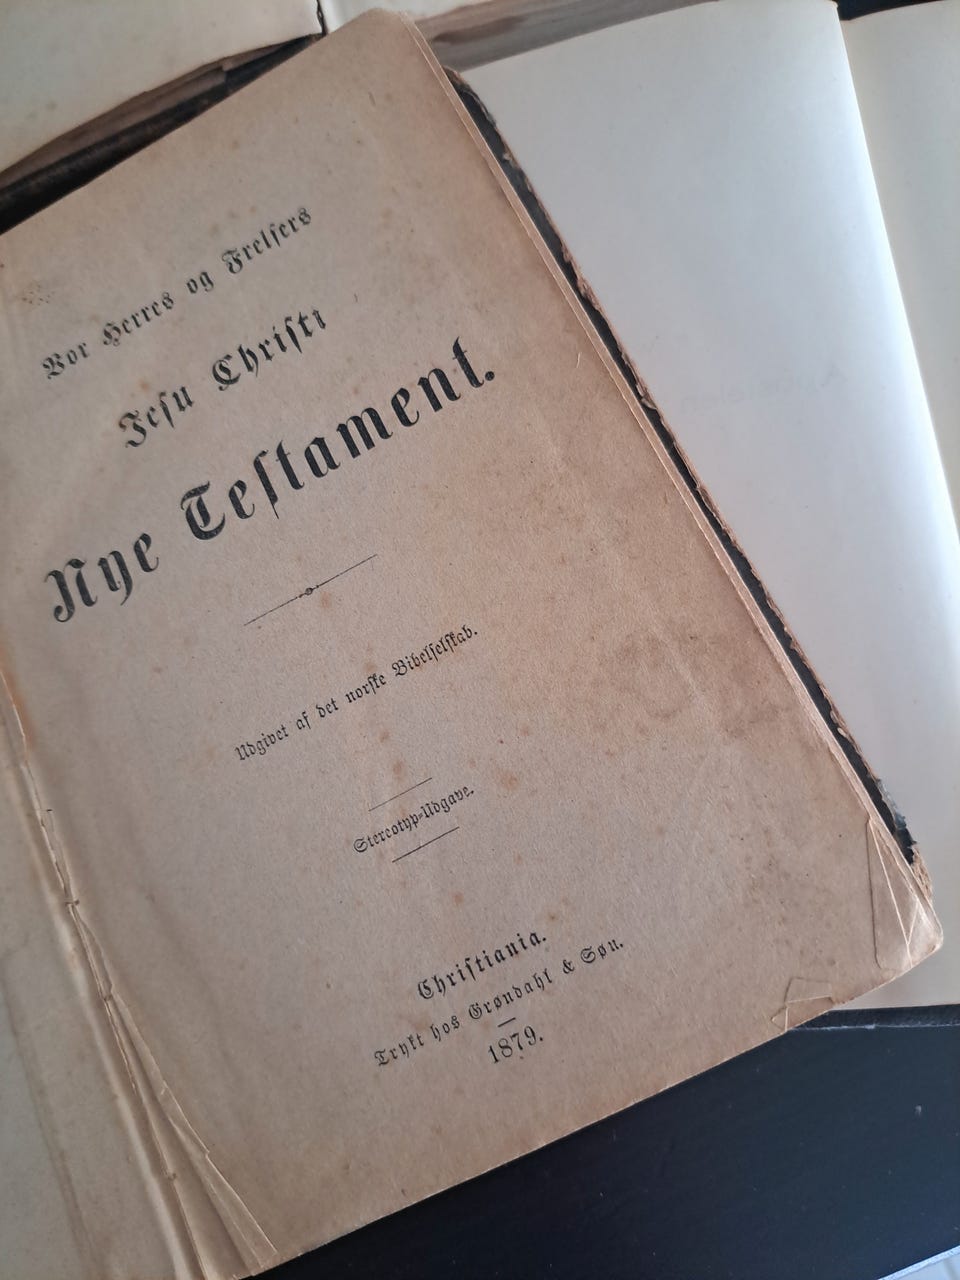 Vor Herres og Frelsers
Jesu Christi
Nye Testament.
Udgivet af det norske Bibelselskab.
Stereotyp-Udgave.
Christiania.
Trykt hos Grøndahl & Søn.
1879.